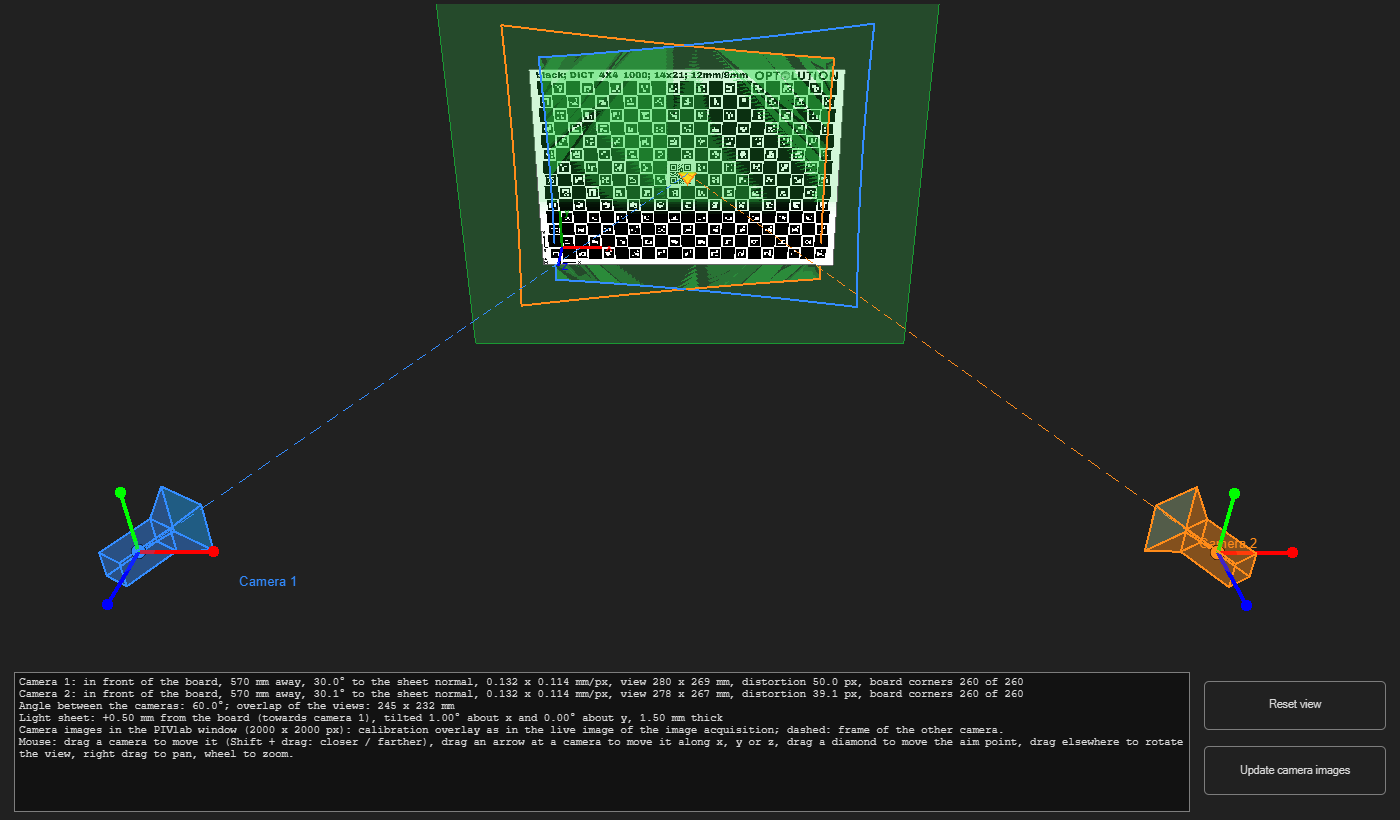 DICT 4X4 1000; 14x21; 12mm/8mm OPTOLUTION
Camera 1
Camera 2
Camera 1: in front of the board, 570 mm away, 30.0° to the sheet normal, 0.132 x 0.114 mm/px, view 280 x 269 mm, distortion 50.0 px, board corners 260 of 260
Camera 2: in front of the board, 570 mm away, 30.1° to the sheet normal, 0.132 x 0.114 mm/px, view 278 x 267 mm, distortion 39.1 px, board corners 260 of 260
Angle between the cameras: 60.0°; overlap of the views: 245 x 232 mm
Light sheet: +0.50 mm from the board (towards camera 1), tilted 1.00° about x and 0.00° about y, 1.50 mm thick
Camera images in the PIVlab window (2000 x 2000 px): calibration overlay as in the live image of the image acquisition; dashed: frame of the other camera.
Mouse: drag a camera to move it (Shift + drag: closer / farther), drag an arrow at a camera to move it along x, y or z, drag a diamond to move the aim point, drag elsewhere to rotate
the view, right drag to pan, wheel to zoom.
Reset view
Update camera images